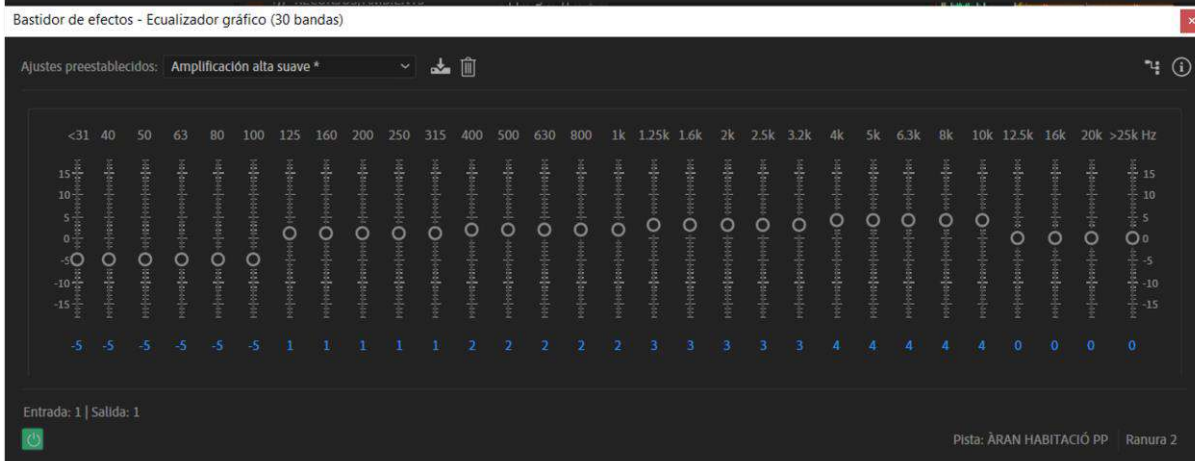 Bastidor de efectos - Ecualizador gráfico (30 bandas)
Ajustes preestablecidos: Amplificación alta suave *
<31 40 50 63 80 100 125 160 200 250 315 400 500 630 800 1k 1.25k 1.6k 2k 2.5k 3.2k 4k 5k 6.3k 8k 10k 12.5k 16k 20k >25k Hz
15 15
10 10
5 5
0 0
-5 -5
-10 -10
-15 -15
-5 -5 -5 -5 -5 -5 1 1 1 1 1 2 2 2 2 2 3 3 3 3 3 4 4 4 4 4 0 0 0 0
Entrada: 1 | Salida: 1
Pista: ÀRAN HABITACIÓ PP Ranura 2